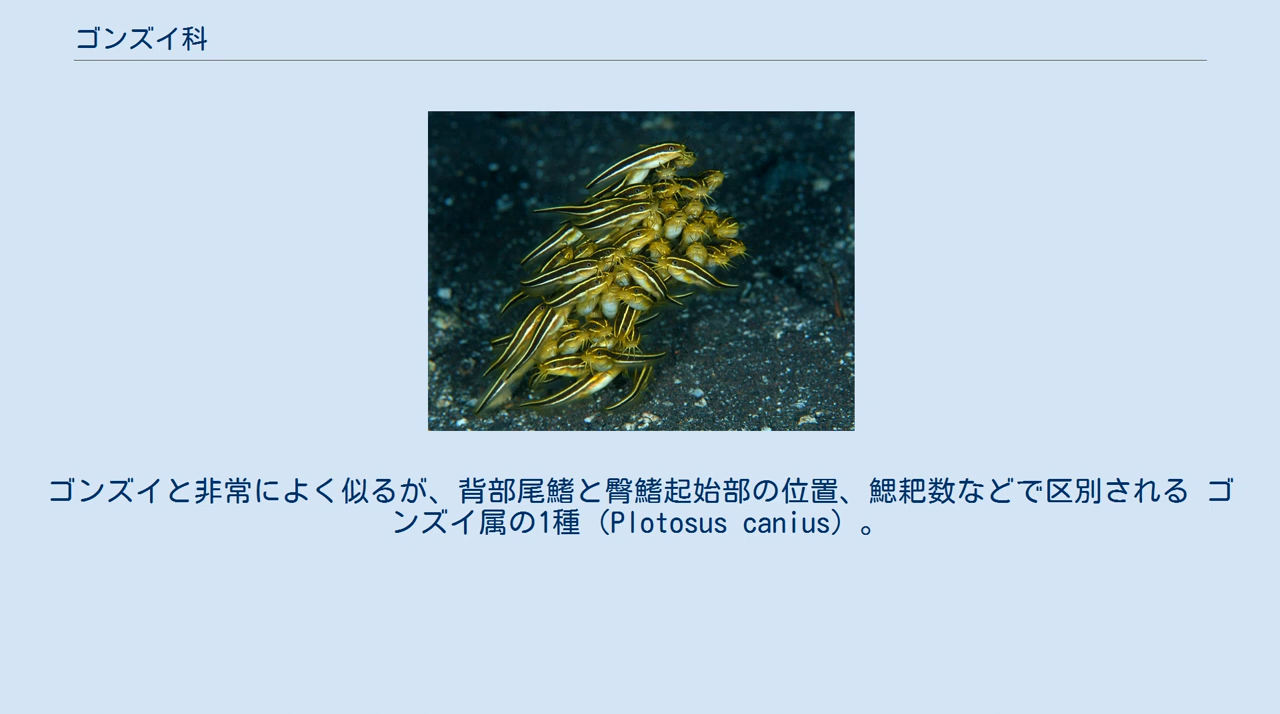 ゴンズイ科
ゴンズイと非常によく似るが、背部尾鰭と臀鰭起始部の位置、鰓耙数などで区別される ゴ
ンズイ属の1種（Plotosus canius）。